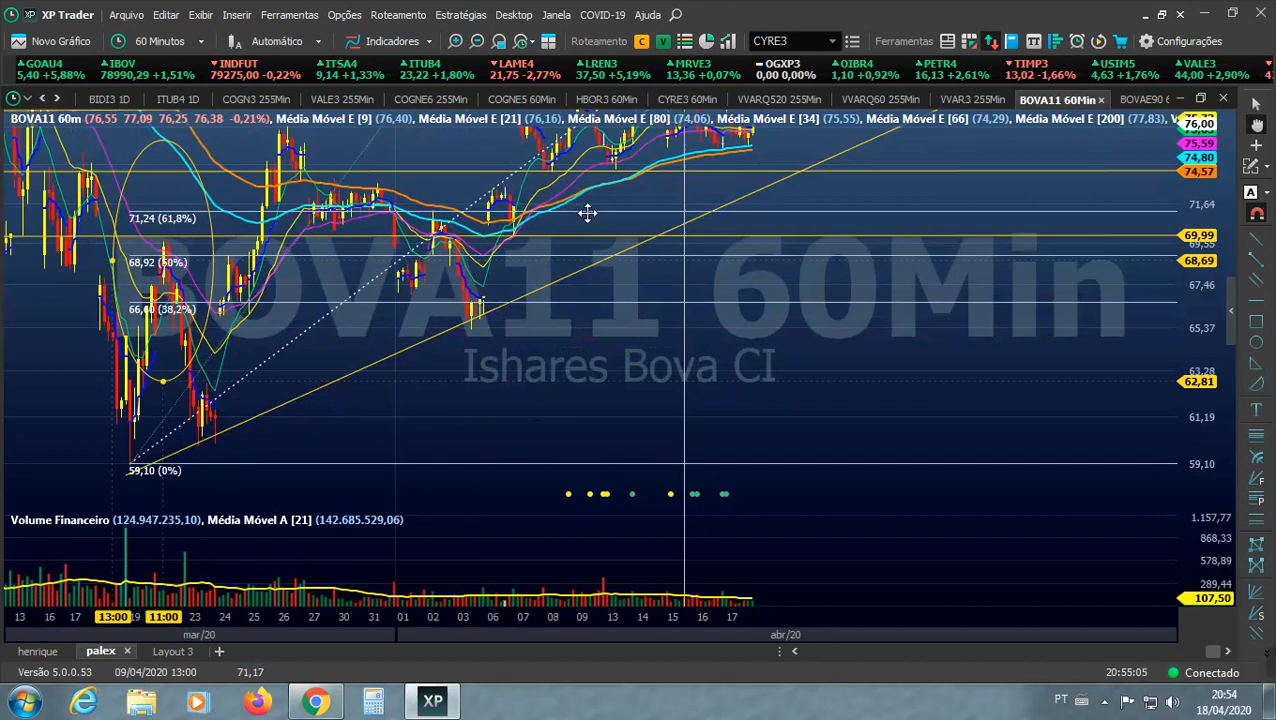 XP Trader Arquivo Editar Exibir Inserir Ferramentas Opções Roteamento Estratégias Desktop Janela COVID-19 Ajuda
Novo Gráfico 60 Minutos Automático Indicadores Roteamento C V CYRE3 Ferramentas Configurações
GOAU4 IBOV INDFUT ITSA4 ITUB4 LAME4 LREN3 MRVE3 OGXP3 OIBR4 PETR4 TIMP3 USIM5 VALE3
5,40 +5,88% 78990,29 +1,51% 79275,00 -0,22% 9,14 +1,33% 23,22 +1,80% 21,75 -2,77% 37,50 +5,19% 13,26 +0,07% 0,00 0,00% 1,10 +0,92% 16,13 +2,61% 13,02 -1,66% 4,63 +1,76% 44,00 +2,90%
BIDI3 1D ITUB4 1D COGN3 255Min VALE3 255Min COGNE6 255Min COGNE5 60Min HBOR3 60Min CYRE3 60Min VVARQ520 255Min VVARQ60 255Min VVAR3 255Min BOVA11 60Min BOVAE90 6
BOVA11 60m (76,55 77,09 76,25 76,38 -0,21%), Média Móvel E [9] (76,40), Média Móvel E [21] (76,16), Média Móvel E [80] (74,06), Média Móvel E [34] (75,55), Média Móvel E [66] (74,29), Média Móvel E [200] (77,83), V
76,00
75,59
74,80
74,57
71,64
71,24 (61,8%)
69,99
69,55
68,92 (50%)
68,69
67,46
66,60 (38,2%)
65,37
BOVA11 60Min
Ishares Bova CI
63,28
62,81
61,19
59,10
59,10 (0%)
Volume Financeiro (124.947.235,10), Média Móvel A [21] (142.685.529,06)
1.157,77
868,33
578,89
289,44
107,50
13 16 17 13:00 19 11:00 23 24 25 26 27 30 31 01 02 03 06 07 08 09 13 14 15 16 17
mar/20 abr/20
henrique palex Layout 3
Versão 5.0.0.53 09/04/2020 13:00 71,17 20:55:05 Conectado
XP PT 20:54
18/04/2020